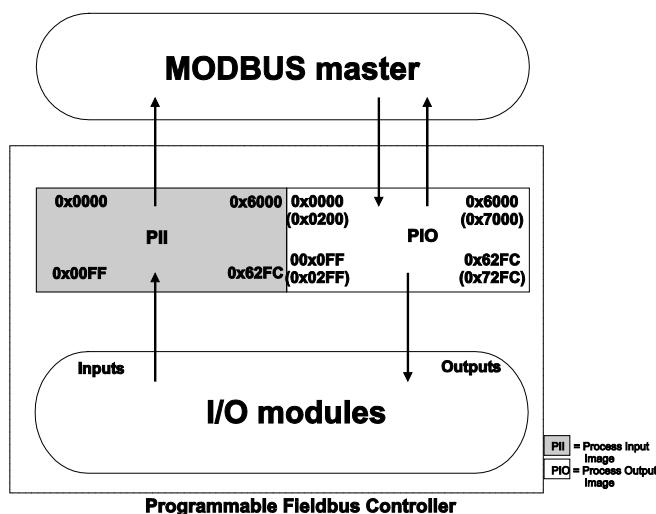 MODBUS master
0x0000 0x6000 0x0000 0x6000
(0x0200) (0x7000)
PII PIO
0x00FF 0x62FC 00x0FF 0x62FC
(0x02FF) (0x72FC)
Inputs Outputs
I/O modules
PII = Process Input
Image
PIO = Process Output
Image
Programmable Fieldbus Controller